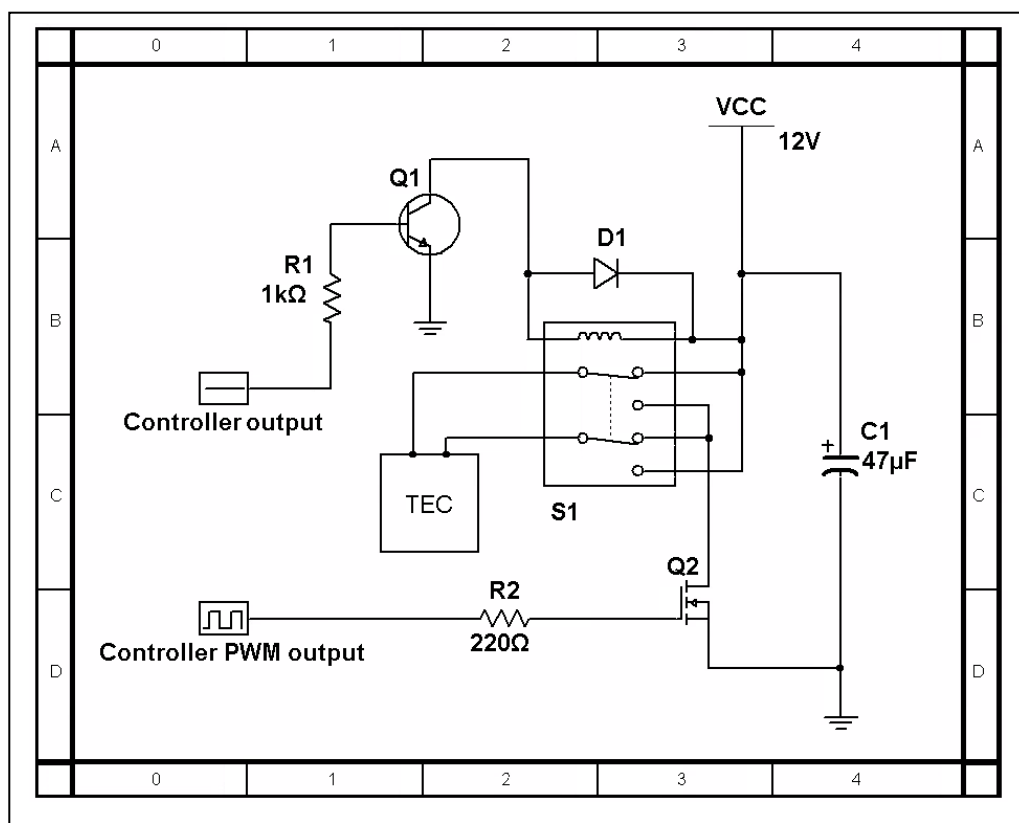 0 1 2 3 4
A A
VCC
12V
Q1
D1
R1
1kΩ
B B
Controller output
C1
+
47µF
TEC
S1
C C
Q2
R2
220Ω
Controller PWM output
D D
0 1 2 3 4